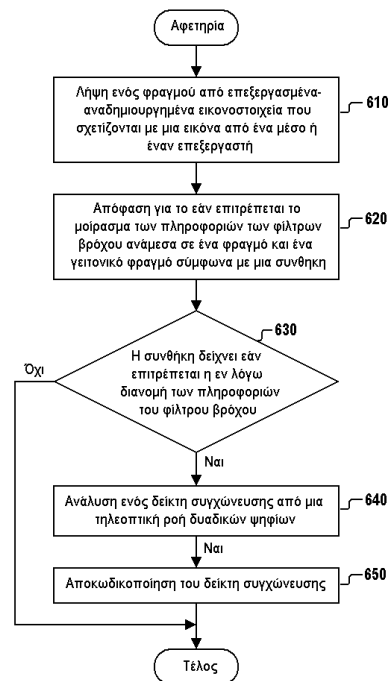 Αφετηρία
Λήψη ενός φραγμού από επεξεργασμένα-
αναδημιουργημένα εικονοστοιχεία που
σχετίζονται με μια εικόνα από ένα μέσο ή
έναν επεξεργαστή
610
Απόφαση για το εάν επιτρέπεται το
μοίρασμα των πληροφοριών των φίλτρων
βρόχου ανάμεσα σε ένα φραγμό και ένα
γειτονικό φραγμό σύμφωνα με μια συνθηκη
620
630
Η συνθήκη δείχνει εάν
επιτρέπεται η εν λόγω
διανομή των πληροφοριών
του φίλτρου βρόχου
Όχι
Ναι
Ανάλυση ενός δείκτη συγχώνευσης από μια
τηλεοπτική ροή δυαδικών ψηφίων
640
Ναι
Αποκωδικοποίηση του δείκτη συγχώνευσης
650
Τέλος